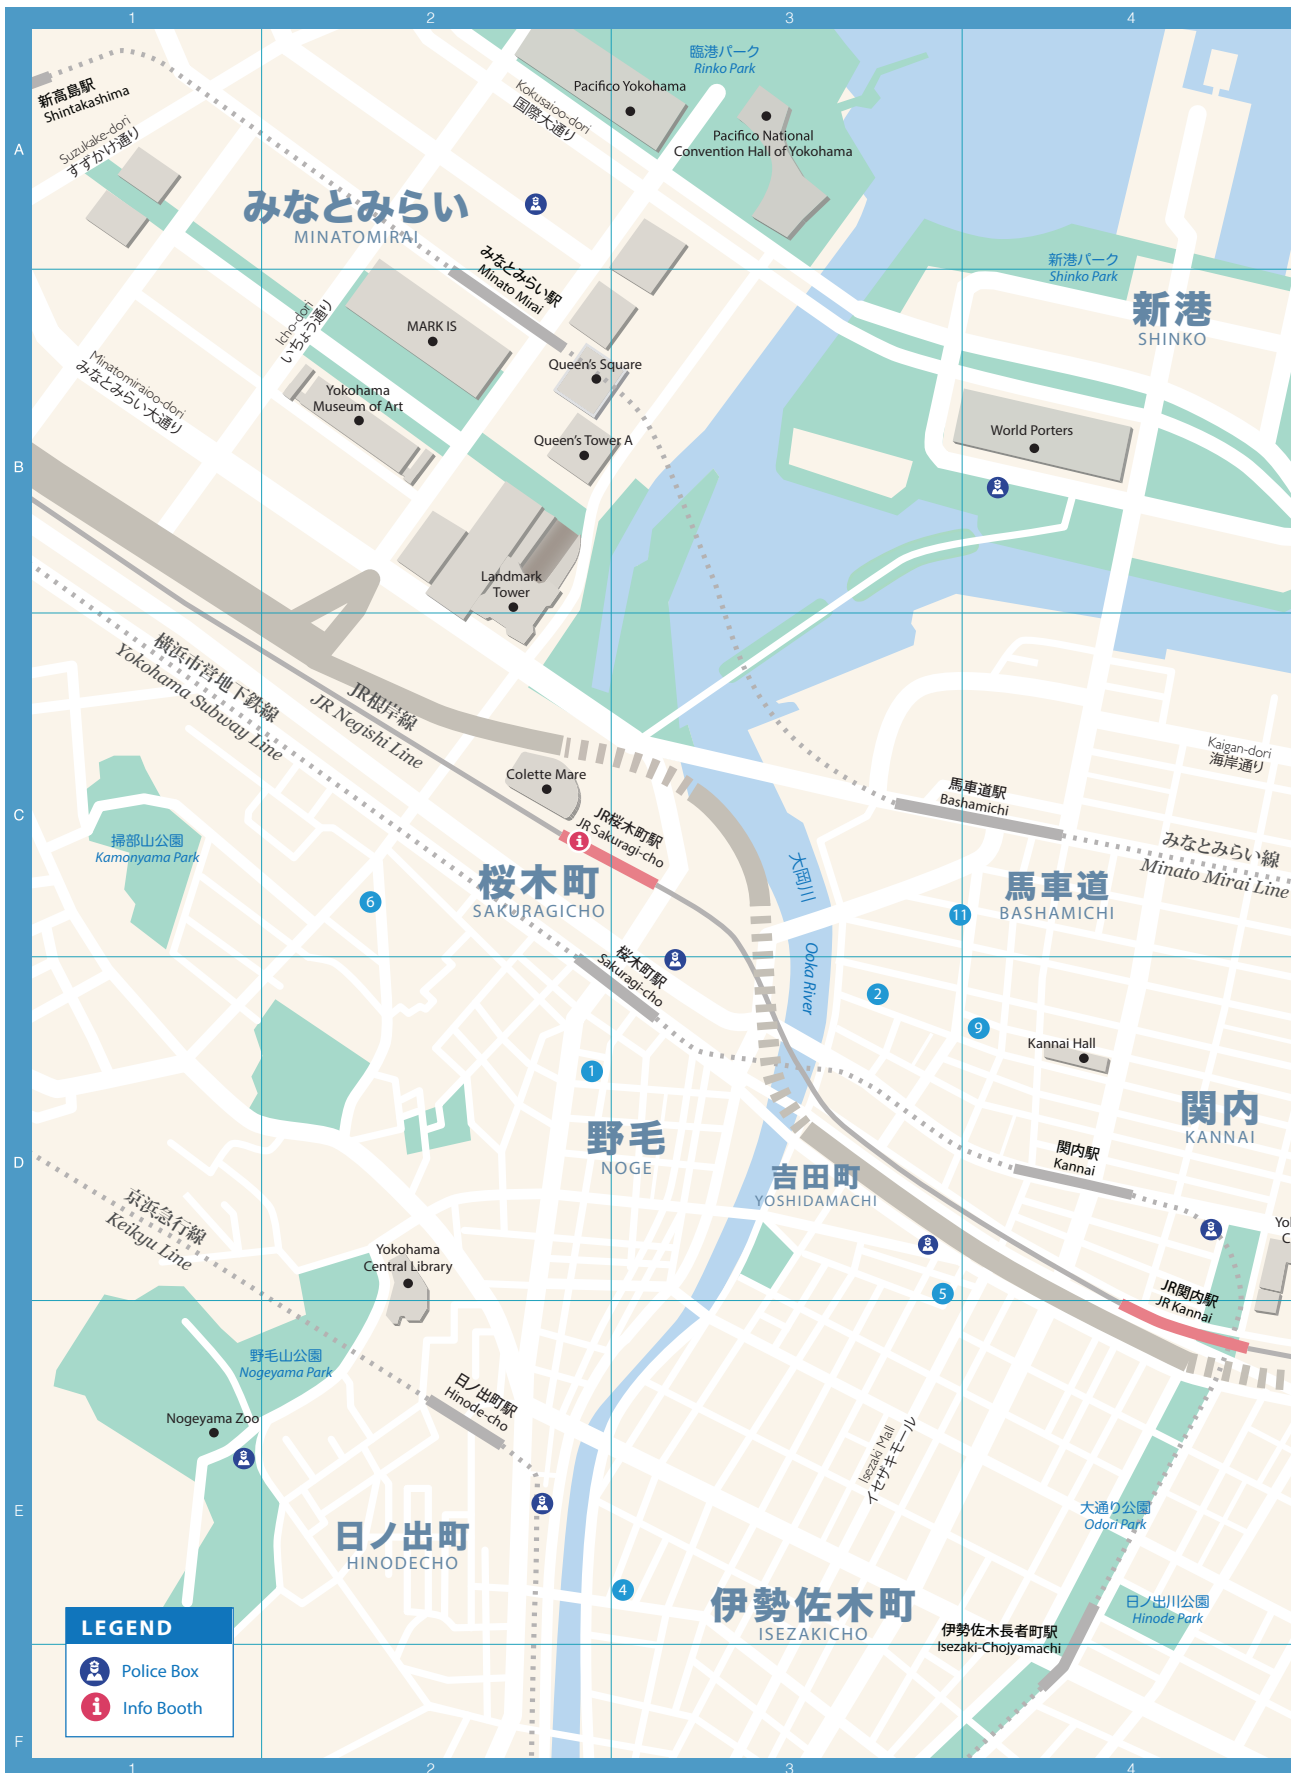 1
2
3
4
新高島駅
Shintakashima
Suzukake-dori
すずかけ通り
Kokusaioo-dori
国際大通り
Pacifico Yokohama
臨港パーク
Rinko Park
Pacifico National
Convention Hall of Yokohama
A
みなとみらい
MINATOMIRAI
みなとみらい駅
Minato Mirai
新港パーク
Shinko Park
新港
SHINKO
Icho-dori
いちょう通り
MARK IS
Minatomiraioo-dori
みなとみらい大通り
Queen's Square
Yokohama
Museum of Art
Queen's Tower A
World Porters
B
Landmark
Tower
横浜市営地下鉄線
Yokohama Subway Line
JR根岸線
JR Negishi Line
Kaigan-dori
海岸通り
Colette Mare
馬車道駅
Bashamichi
C
JR桜木町駅
JR Sakuragi-cho
掃部山公園
Kamonyama Park
みなとみらい線
Minato Mirai Line
大岡川
Ooka River
桜木町
SAKURAGICHO
馬車道
BASHAMICHI
6
11
桜木町駅
Sakuragi-cho
2
9
Kannai Hall
1
関内
KANNAI
野毛
NOGE
関内駅
Kannai
D
吉田町
YOSHIDAMACHI
京浜急行線
Keikyu Line
Yokohama
Central Library
Yo
C
5
JR関内駅
JR Kannai
野毛山公園
Nogeyama Park
日ノ出町駅
Hinode-cho
Nogeyama Zoo
Isezaki Mall
イセザキモール
E
大通り公園
Odori Park
日ノ出町
HINODECHO
4
伊勢佐木町
ISEZAKICHO
日ノ出川公園
Hinode Park
伊勢佐木長者町駅
Isezaki-Chojyamachi
LEGEND
Police Box
i Info Booth
F
1
2
3
4